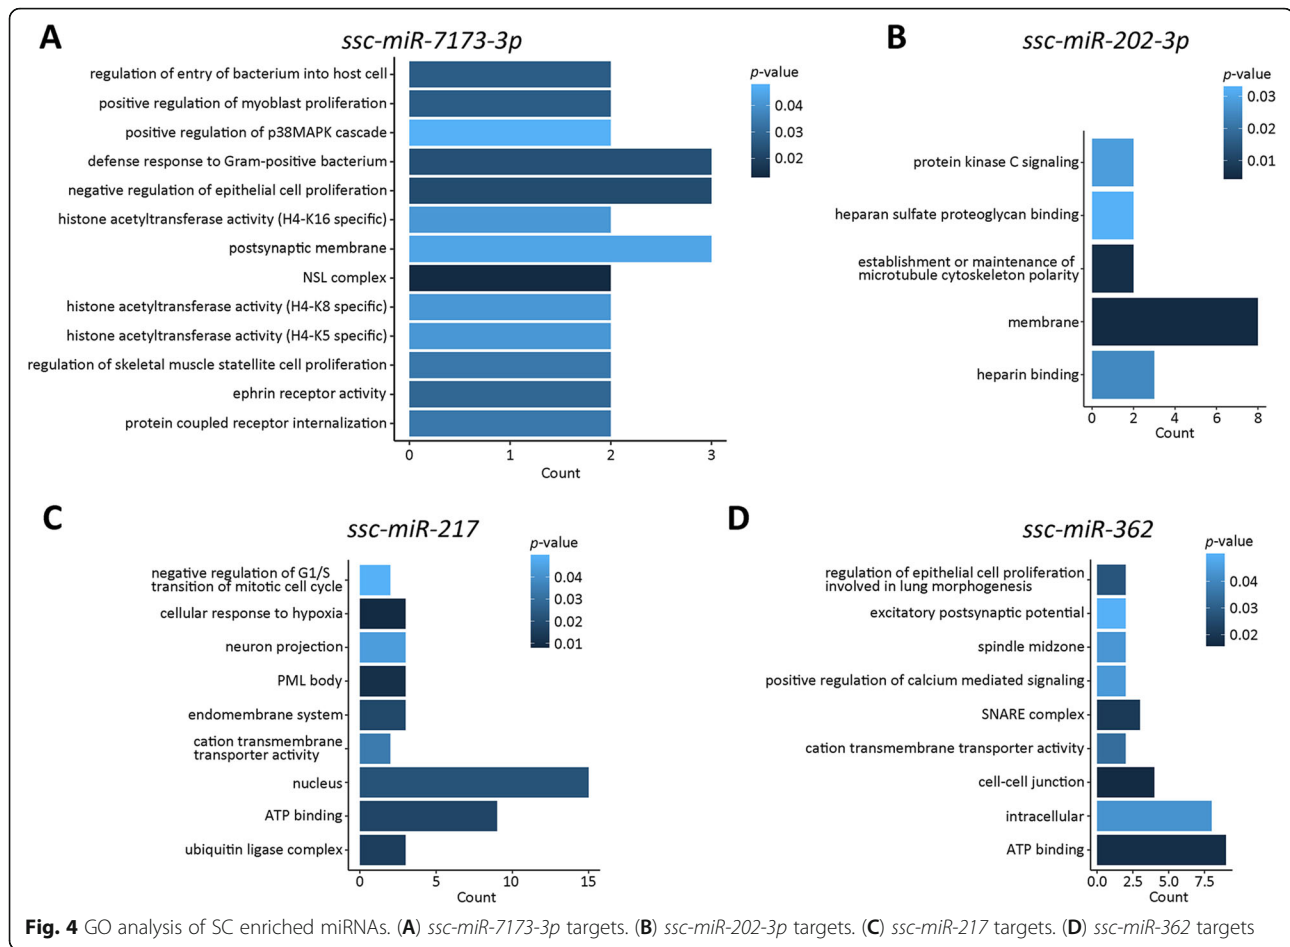 A
ssc-miR-7173-3p
regulation of entry of bacterium into host cell
positive regulation of myoblast proliferation
positive regulation of p38MAPK cascade
defense response to Gram-positive bacterium
negative regulation of epithelial cell proliferation
histone acetyltransferase activity (H4-K16 specific)
postsynaptic membrane
NSL complex
histone acetyltransferase activity (H4-K8 specific)
histone acetyltransferase activity (H4-K5 specific)
regulation of skeletal muscle statellite cell proliferation
ephrin receptor activity
protein coupled receptor internalization
0 1 2 3
Count
p-value
0.04
0.03
0.02
B
ssc-miR-202-3p
protein kinase C signaling
heparan sulfate proteoglycan binding
establishment or maintenance of
microtubule cytoskeleton polarity
membrane
heparin binding
0 2 4 6 8
Count
p-value
0.03
0.02
0.01
C
ssc-miR-217
negative regulation of G1/S
transition of mitotic cell cycle
cellular response to hypoxia
neuron projection
PML body
endomembrane system
cation transmembrane
transporter activity
nucleus
ATP binding
ubiquitin ligase complex
0 5 10 15
Count
p-value
0.04
0.03
0.02
0.01
D
ssc-miR-362
regulation of epithelial cell proliferation
involved in lung morphogenesis
excitatory postsynaptic potential
spindle midzone
positive regulation of calcium mediated signaling
SNARE complex
cation transmembrane transporter activity
cell-cell junction
intracellular
ATP binding
0.0 2.5 5.0 7.5
Count
p-value
0.04
0.03
0.02
Fig. 4 GO analysis of SC enriched miRNAs. (A) ssc-miR-7173-3p targets. (B) ssc-miR-202-3p targets. (C) ssc-miR-217 targets. (D) ssc-miR-362 targets